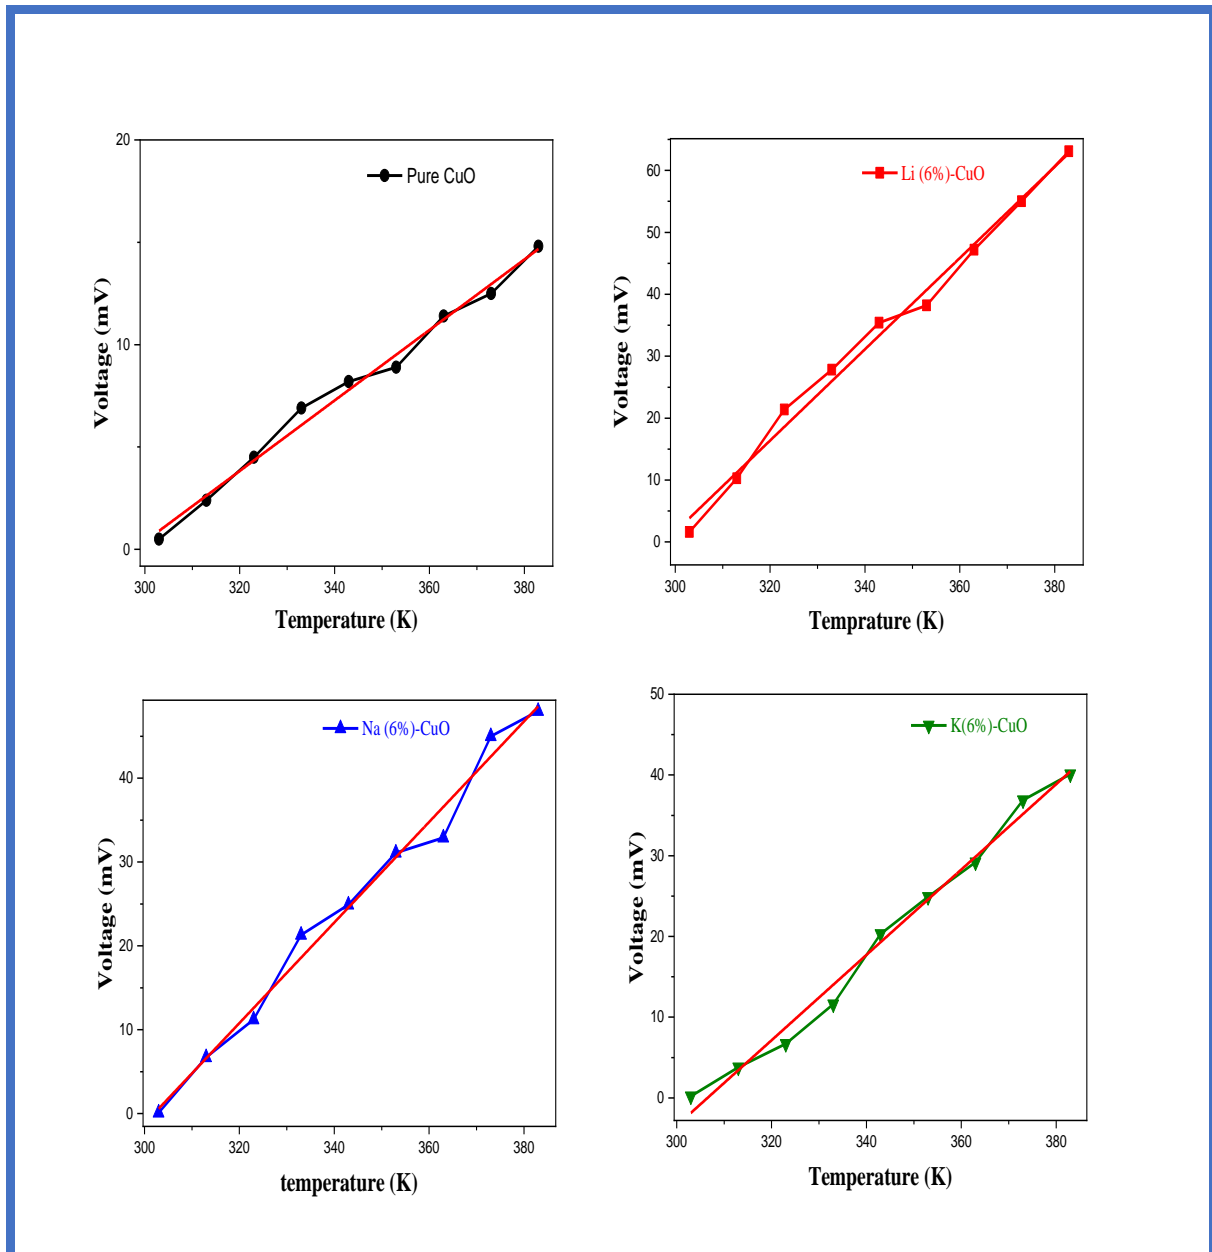 Pure CuO
20
10
0
Voltage (mV)
300 320 340 360 380
Temperature (K)
Li (6%)-CuO
60
50
40
30
20
10
0
Voltage (mV)
300 320 340 360 380
Temprature (K)
Na (6%)-CuO
40
30
20
10
0
Voltage (mV)
300 320 340 360 380
temperature (K)
K(6%)-CuO
50
40
30
20
10
0
Voltage (mV)
300 320 340 360 380
Temperature (K)